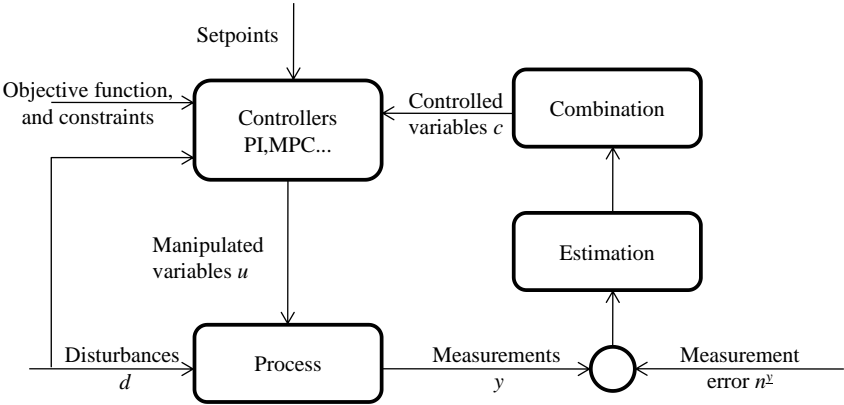 Setpoints
Objective function,
and constraints
Controllers
PI,MPC...
Controlled
variables c
Combination
Manipulated
variables u
Estimation
Disturbances
d
Process
Measurements
y
Measurement
error n^y